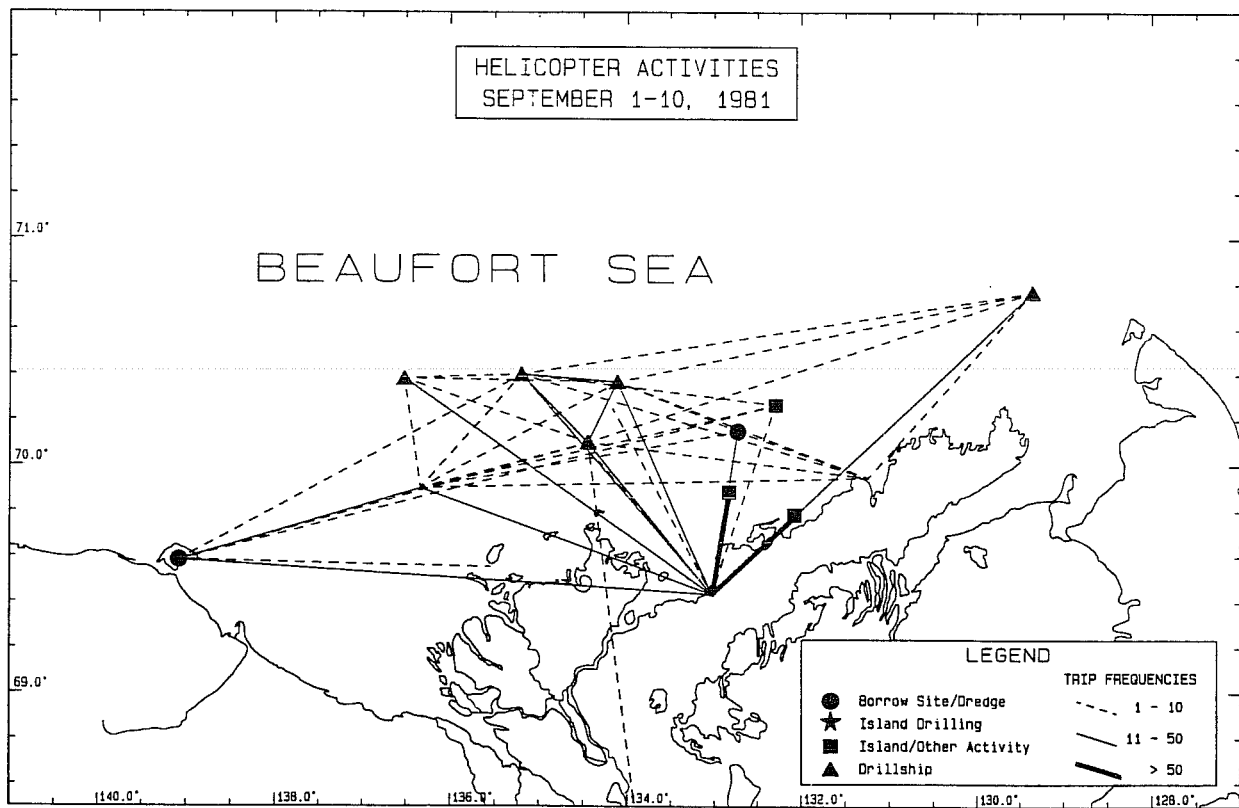 HELICOPTER ACTIVITIES
SEPTEMBER 1-10, 1981
71.0°
BEAUFORT SEA
70.0°
69.0°
LEGEND
TRIP FREQUENCIES
Borrow Site/Dredge
1 - 10
Island Drilling
11 - 50
Island/Other Activity
> 50
Drillship
140.0° 138.0° 136.0° 134.0° 132.0° 130.0° 128.0°